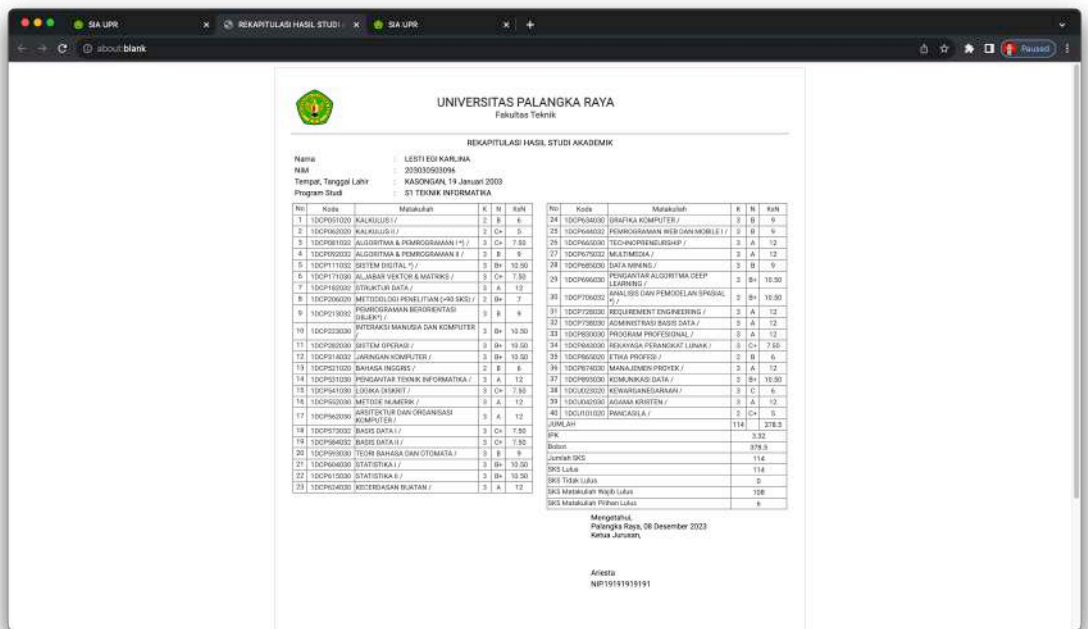 SIA UPR
REKAPITULASI HASIL STUDI
SIA UPR
about:blank
Paused
UNIVERSITAS PALANGKA RAYA
Fakultas Teknik
REKAPITULASI HASIL STUDI AKADEMIK
Nama : LESTI EGI KARLINA
NIM : 203030503096
Tempat, Tanggal Lahir : KASONGAN, 19 Januari 2003
Program Studi : S1 TEKNIK INFORMATIKA
No Kode Matakuliah K N KxN
1 1DCP051020 KALKULUS I / 2 B 6
2 1DCP062020 KALKULUS II / 2 C+ 5
3 1DCP081032 ALGORITMA & PEMROGRAMAN I *) / 3 C+ 7.50
4 1DCP092032 ALGORITMA & PEMROGRAMAN II / 3 B 9
5 1DCP111032 SISTEM DIGITAL *) / 3 B+ 10.50
6 1DCP171030 ALJABAR VEKTOR & MATRIKS / 3 C+ 7.50
7 1DCP182032 STRUKTUR DATA / 3 A 12
8 1DCP206020 METODOLOGI PENELITIAN (>90 SKS) / 2 B+ 7
9 1DCP213032 PEMROGRAMAN BERORIENTASI
OBJEK*) / 3 B 9
10 1DCP223030 INTERAKSI MANUSIA DAN KOMPUTER
/ 3 B+ 10.50
11 1DCP282030 SISTEM OPERASI / 3 B+ 10.50
12 1DCP314032 JARINGAN KOMPUTER / 3 B+ 10.50
13 1DCP521020 BAHASA INGGRIS / 2 B 6
14 1DCP531030 PENGANTAR TEKNIK INFORMATIKA / 3 A 12
15 1DCP541030 LOGIKA DISKRIT / 3 C+ 7.50
16 1DCP552030 METODE NUMERIK / 3 A 12
17 1DCP562030 ARSITEKTUR DAN ORGANISASI
KOMPUTER / 3 A 12
18 1DCP573032 BASIS DATA I / 3 C+ 7.50
19 1DCP584032 BASIS DATA II / 3 C+ 7.50
20 1DCP593030 TEORI BAHASA DAN OTOMATA / 3 B 9
21 1DCP604030 STATISTIKA I / 3 B+ 10.50
22 1DCP615030 STATISTIKA II / 3 B+ 10.50
23 1DCP624030 KECERDASAN BUATAN / 3 A 12
No Kode Matakuliah K N KxN
24 1DCP634030 GRAFIKA KOMPUTER / 3 B 9
25 1DCP644032 PEMROGRAMAN WEB DAN MOBILE I / 3 B 9
26 1DCP665030 TECHNOPRENEURSHIP / 3 A 12
27 1DCP675032 MULTIMEDIA / 3 A 12
28 1DCP685030 DATA MINING / 3 B 9
29 1DCP696030 PENGANTAR ALGORITMA DEEP
LEARNING / 3 B+ 10.50
30 1DCP706032 ANALISIS DAN PEMODELAN SPASIAL
*) / 3 B+ 10.50
31 1DCP728030 REQUIREMENT ENGINEERING / 3 A 12
32 1DCP738030 ADMINISTRASI BASIS DATA / 3 A 12
33 1DCP830030 PROGRAM PROFESIONAL / 3 A 12
34 1DCP843030 REKAYASA PERANGKAT LUNAK / 3 C+ 7.50
35 1DCP865020 ETIKA PROFESI / 2 B 6
36 1DCP874030 MANAJEMEN PROYEK / 3 A 12
37 1DCP895030 KOMUNIKASI DATA / 3 B+ 10.50
38 1DCU023020 KEWARGANEGARAAN / 3 C 6
39 1DCU042030 AGAMA KRISTEN / 3 A 12
40 1DCU101020 PANCASILA / 2 C+ 5
JUMLAH 114 378.5
IPK 3.32
Bobot 378.5
Jumlah SKS 114
SKS Lulus 114
SKS Tidak Lulus 0
SKS Matakuliah Wajib Lulus 108
SKS Matakuliah Pilihan Lulus 6
Mengetahui,
Palangka Raya, 08 Desember 2023
Ketua Jurusan,
Ariesta
NIP.19191919191